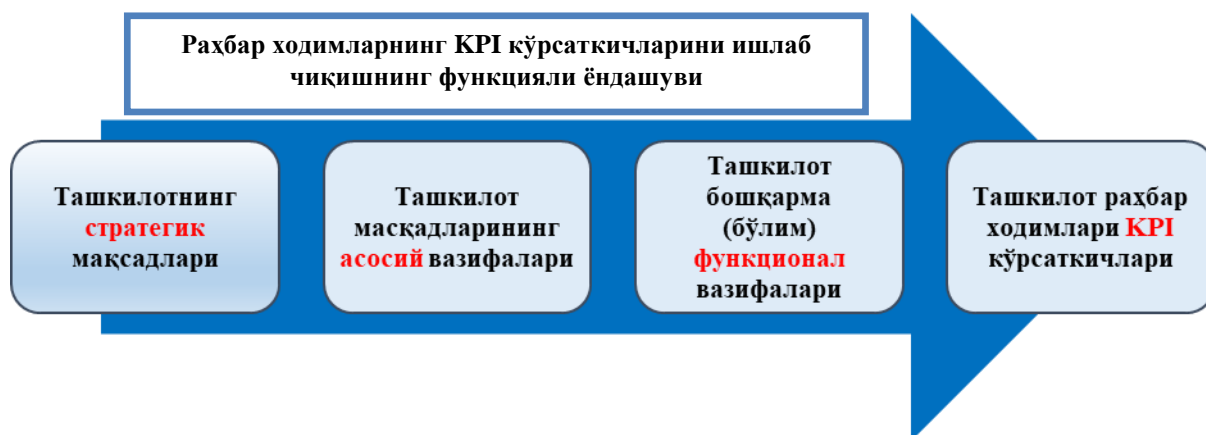 Раҳбар ходимларнинг KPI кўрсаткичларини ишлаб
чиқишнинг функцияли ёндашуви
Ташкилотнинг
стратегик
мақсадлари
Ташкилот
масқадларининг
асосий вазифалари
Ташкилот
бошқарма
(бўлим)
функционал
вазифалари
Ташкилот раҳбар
ходимлари KPI
кўрсаткичлари